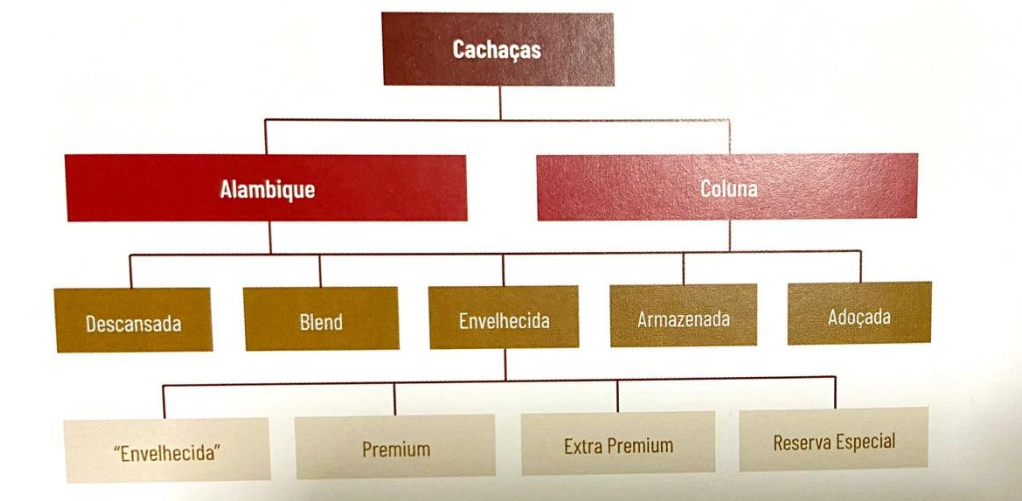 Cachaças
Alambique
Coluna
Descansada
Blend
Envelhecida
Armazenada
Adoçada
“Envelhecida”
Premium
Extra Premium
Reserva Especial